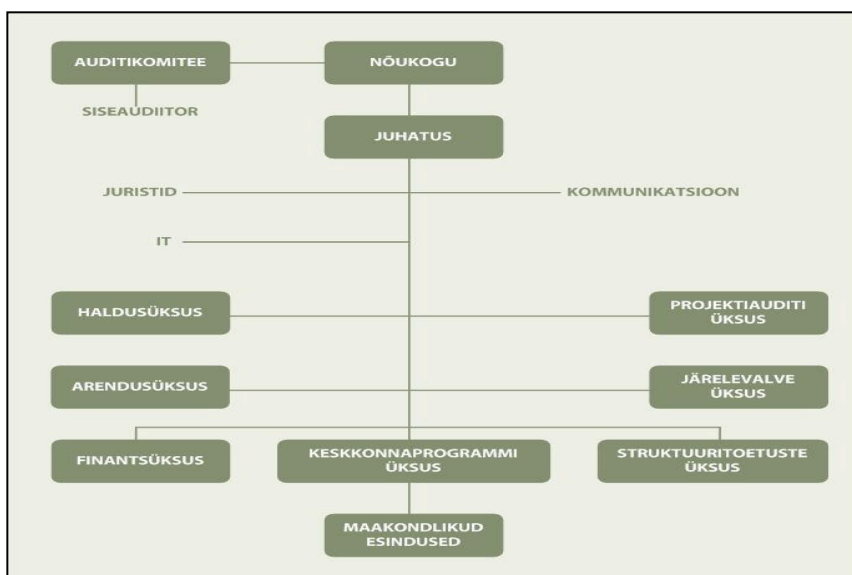 AUDITIKOMITEE
NÕUKOGU
SISEAUDIITOR
JUHATUS
JURISTID
KOMMUNIKATSIOON
IT
HALDUSÜKSUS
PROJEKTIAUDITI
ÜKSUS
ARENDUSÜKSUS
JÄRELEVALVE
ÜKSUS
FINANTSÜKSUS
KESKKONNAPROGRAMMI
ÜKSUS
STRUKTUURITOETUSTE
ÜKSUS
MAAKONDLIKUD
ESINDUSED